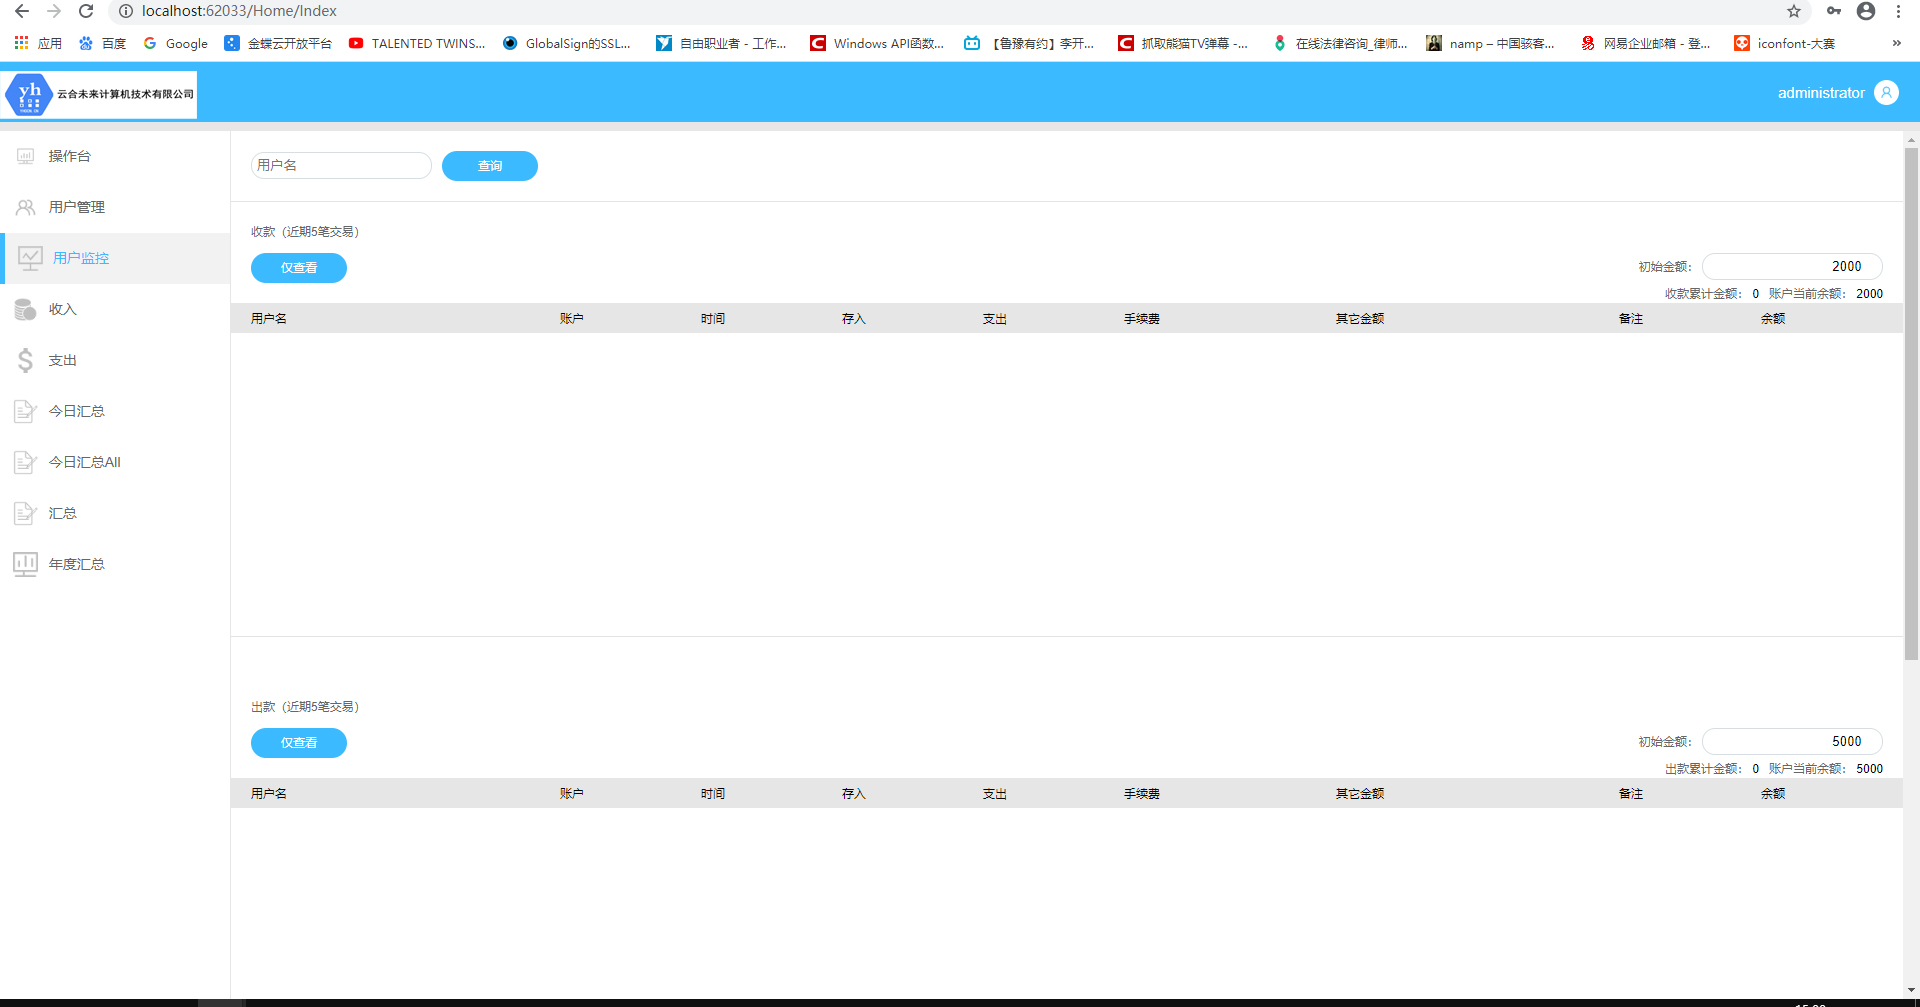 localhost:62033/Home/Index
应用 百度 Google 金蝶云开放平台 TALENTED TWINS... GlobalSign的SSL... 自由职业者 - 工作... Windows API函数... 【鲁豫有约】李开... 抓取熊猫TV弹幕 -... 在线法律咨询_律师... namp – 中国骇客... 网易企业邮箱 - 登... iconfont-大赛 »
yh 云合未来计算机技术有限公司
administrator
操作台
用户管理
用户监控
收入
支出
今日汇总
今日汇总All
汇总
年度汇总
用户名 查询
收款（近期5笔交易）
仅查看
初始金额： 2000
收款累计金额： 0 账户当前余额： 2000
用户名 账户 时间 存入 支出 手续费 其它金额 备注 余额
出款（近期5笔交易）
仅查看
初始金额： 5000
出款累计金额： 0 账户当前余额： 5000
用户名 账户 时间 存入 支出 手续费 其它金额 备注 余额